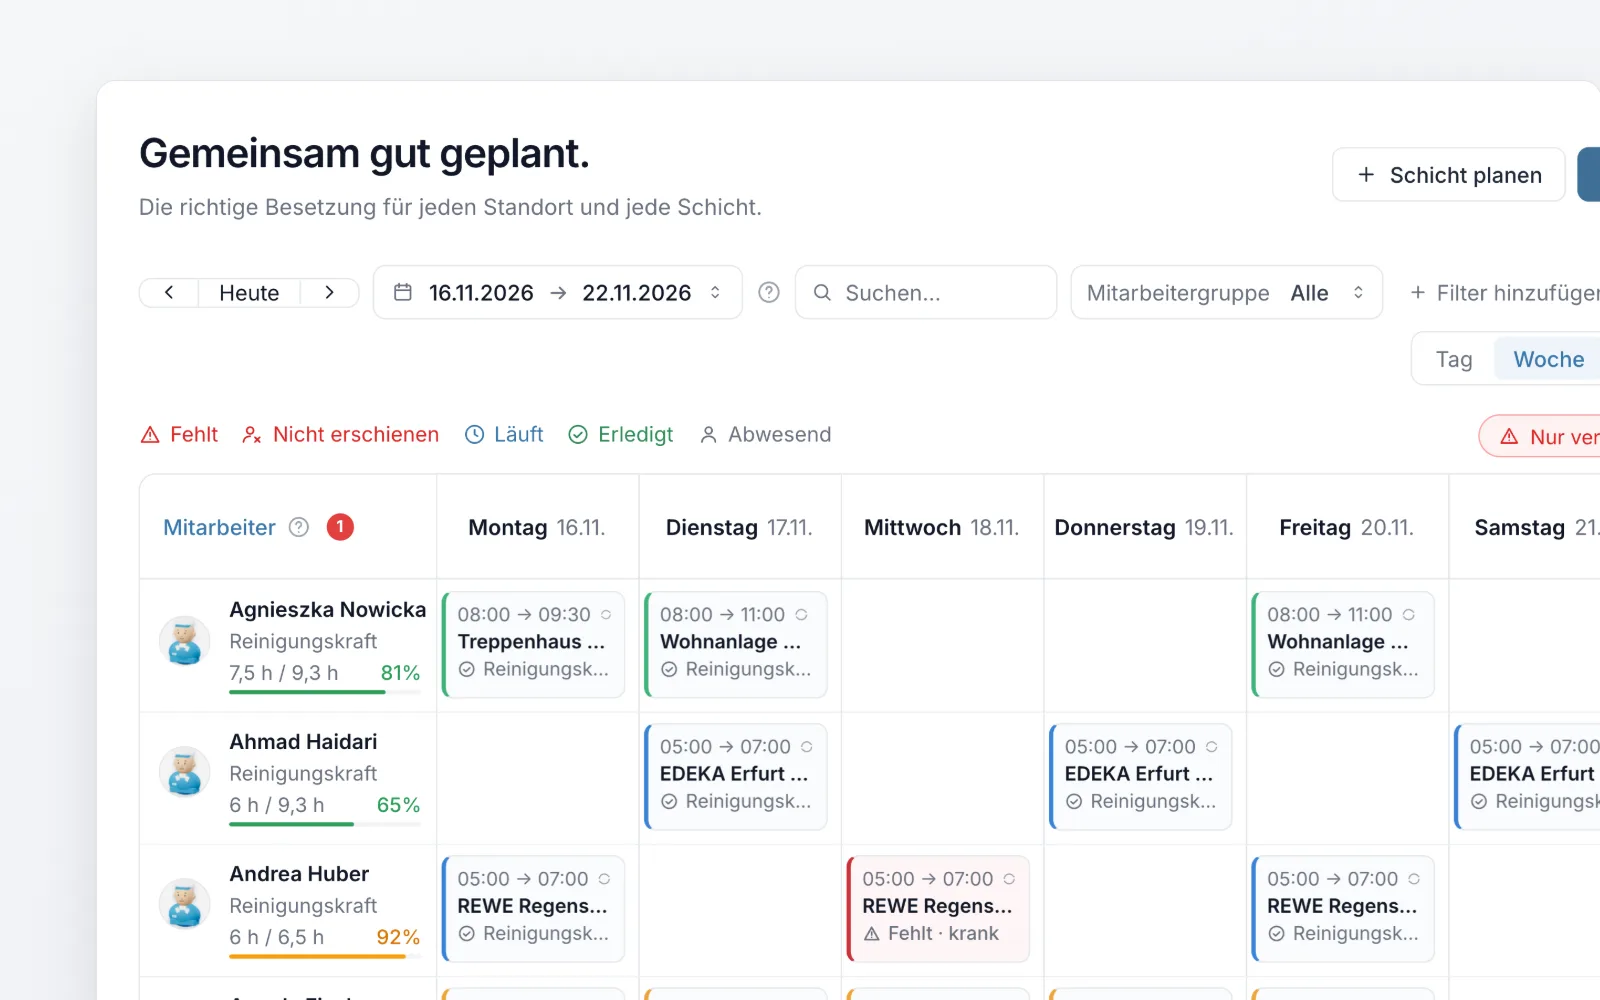 Gemeinsam gut geplant.
Die richtige Besetzung für jeden Standort und jede Schicht.
+ Schicht planen
Heute
16.11.2026 → 22.11.2026
Suchen...
Mitarbeitergruppe Alle
+ Filter hinzufügen
Tag
Woche
Fehlt
Nicht erschienen
Läuft
Erledigt
Abwesend
Nur ver
Mitarbeiter ? 1
Montag 16.11.
Dienstag 17.11.
Mittwoch 18.11.
Donnerstag 19.11.
Freitag 20.11.
Samstag 21.
Agnieszka Nowicka
Reinigungskraft
7,5 h / 9,3 h 81%
08:00 → 09:30
Treppenhaus ...
Reinigungsk...
08:00 → 11:00
Wohnanlage ...
Reinigungsk...
08:00 → 11:00
Wohnanlage ...
Reinigungsk...
Ahmad Haidari
Reinigungskraft
6 h / 9,3 h 65%
05:00 → 07:00
EDEKA Erfurt ...
Reinigungsk...
05:00 → 07:00
EDEKA Erfurt ...
Reinigungsk...
05:00 → 07:00
EDEKA Erfurt
Reinigungsk
Andrea Huber
Reinigungskraft
6 h / 6,5 h 92%
05:00 → 07:00
REWE Regens...
Reinigungsk...
05:00 → 07:00
REWE Regens...
Fehlt · krank
05:00 → 07:00
REWE Regens...
Reinigungsk...